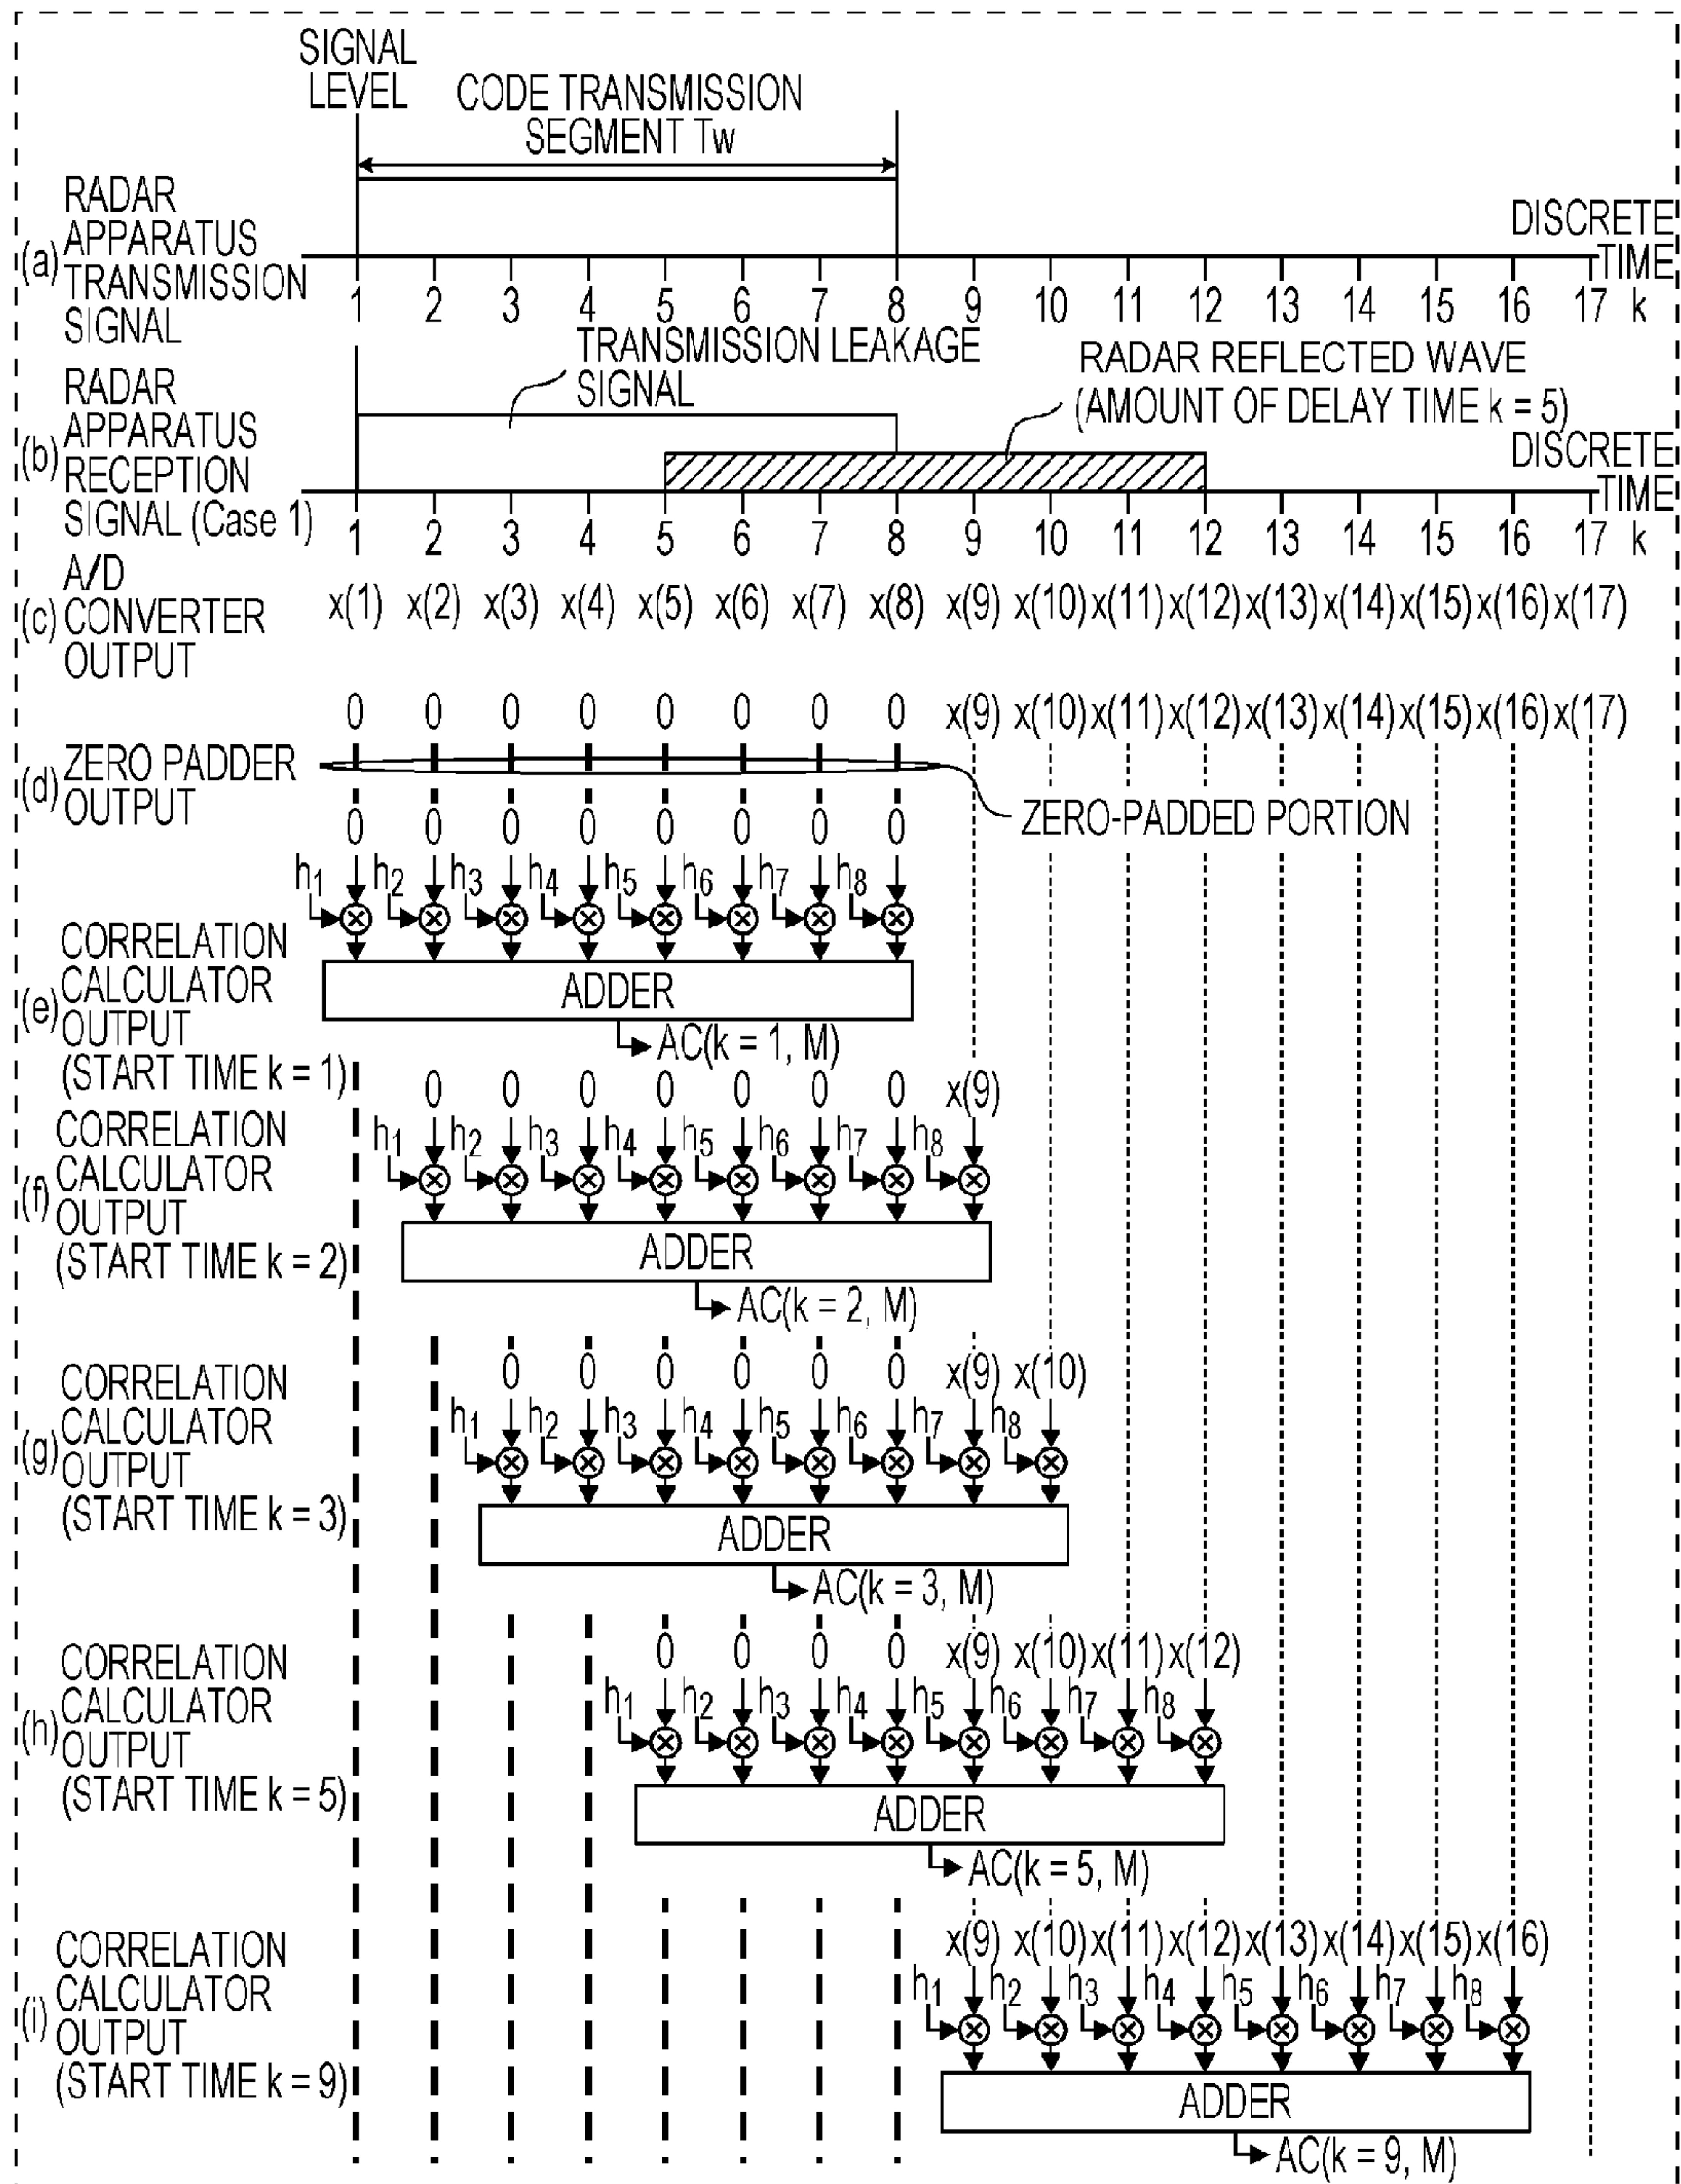 SIGNAL
LEVEL
CODE TRANSMISSION
SEGMENT Tw
(a) RADAR
APPARATUS
TRANSMISSION
SIGNAL
DISCRETE
TIME
1 2 3 4 5 6 7 8 9 10 11 12 13 14 15 16 17 k
TRANSMISSION LEAKAGE
SIGNAL
RADAR REFLECTED WAVE
(AMOUNT OF DELAY TIME k = 5)
(b) RADAR
APPARATUS
RECEPTION
SIGNAL (Case 1)
DISCRETE
TIME
1 2 3 4 5 6 7 8 9 10 11 12 13 14 15 16 17 k
(c) A/D
CONVERTER
OUTPUT
x(1) x(2) x(3) x(4) x(5) x(6) x(7) x(8) x(9) x(10) x(11) x(12) x(13) x(14) x(15) x(16) x(17)
0 0 0 0 0 0 0 0 x(9) x(10) x(11) x(12) x(13) x(14) x(15) x(16) x(17)
(d) ZERO PADDER
OUTPUT
ZERO-PADDED PORTION
0 0 0 0 0 0 0 0
h1 h2 h3 h4 h5 h6 h7 h8
(e) CORRELATION
CALCULATOR
OUTPUT
(START TIME k = 1)
ADDER
AC(k = 1, M)
0 0 0 0 0 0 0 x(9)
h1 h2 h3 h4 h5 h6 h7 h8
(f) CORRELATION
CALCULATOR
OUTPUT
(START TIME k = 2)
ADDER
AC(k = 2, M)
0 0 0 0 0 0 x(9) x(10)
h1 h2 h3 h4 h5 h6 h7 h8
(g) CORRELATION
CALCULATOR
OUTPUT
(START TIME k = 3)
ADDER
AC(k = 3, M)
0 0 0 0 x(9) x(10) x(11) x(12)
h1 h2 h3 h4 h5 h6 h7 h8
(h) CORRELATION
CALCULATOR
OUTPUT
(START TIME k = 5)
ADDER
AC(k = 5, M)
x(9) x(10) x(11) x(12) x(13) x(14) x(15) x(16)
h1 h2 h3 h4 h5 h6 h7 h8
(i) CORRELATION
CALCULATOR
OUTPUT
(START TIME k = 9)
ADDER
AC(k = 9, M)